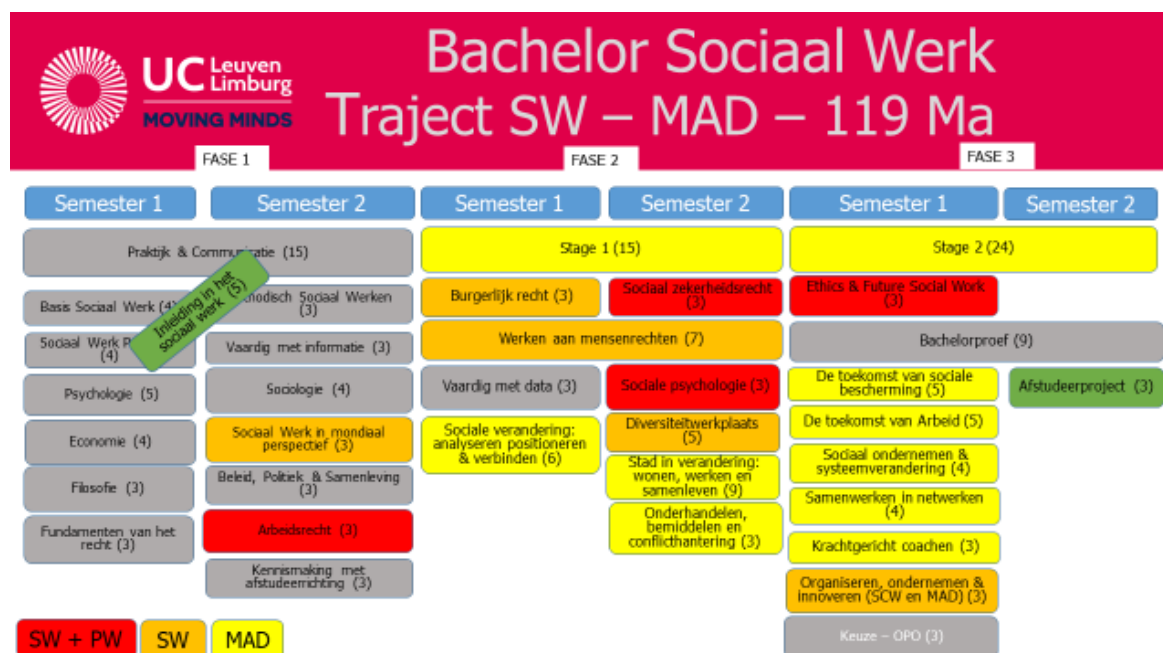 UC Leuven
Limburg
MOVING MINDS
Bachelor Sociaal Werk
Traject SW – MAD – 119 Ma
FASE 1
FASE 2
FASE 3
Semester 1
Semester 2
Semester 1
Semester 2
Semester 1
Semester 2
Praktijk & Communicatie (15)
Inleiding in het
sociaal werk (5)
Basis Sociaal Werk (4)
Sociaal Werk
(4)
Psychologie (5)
Economie (4)
Filosofie (3)
Fundamenten van het
recht (3)
Sociaal Werken
(3)
Vaardig met informatie (3)
Sociologie (4)
Sociaal Werk in mondiaal
perspectief (3)
Beleid, Politiek & Samenleving
(3)
Arbeidsrecht (3)
Kennismaking met
afstudeerrichting (3)
Stage 1 (15)
Burgerlijk recht (3)
Sociaal zekerheidsrecht
(3)
Werken aan mensenrechten (7)
Vaardig met data (3)
Sociale verandering:
analyseren positioneren
& verbinden (6)
Sociale psychologie (3)
Diversiteitwerkplaats
(5)
Stad in verandering:
wonen, werken en
samenleven (9)
Onderhandelen,
bemiddelen en
conflicthantering (3)
Stage 2 (24)
Ethics & Future Social Work
(3)
Bachelorproef (9)
De toekomst van sociale
bescherming (5)
De toekomst van Arbeid (5)
Sociaal ondernemen &
systeemverandering (4)
Samenwerken in netwerken
(4)
Krachtgericht coachen (3)
Organiseren, ondernemen &
innoveren (SCW en MAD) (3)
Keuze – OPO (3)
Afstudeerproject (3)
SW + PW
SW
MAD